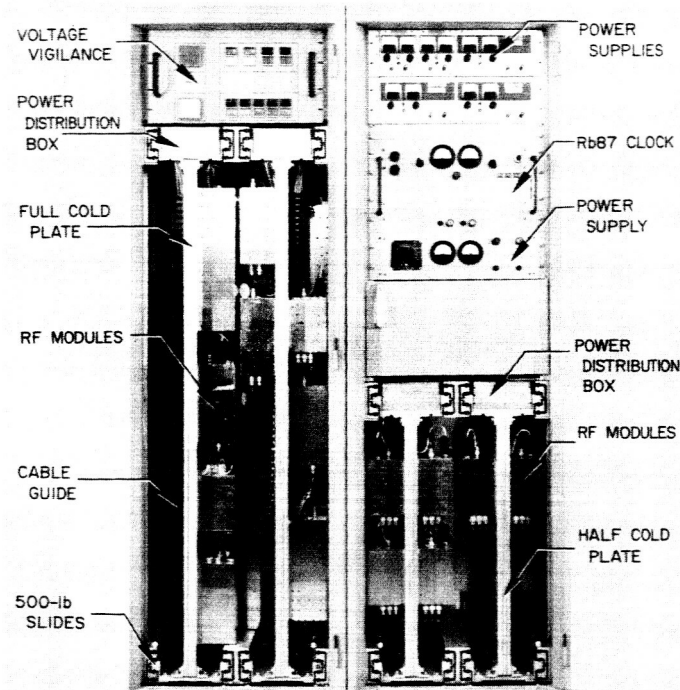 VOLTAGE
VIGILANCE
POWER
DISTRIBUTION
BOX
FULL COLD
PLATE
RF MODULES
CABLE
GUIDE
500-lb
SLIDES
POWER
SUPPLIES
Rb87 CLOCK
POWER
SUPPLY
POWER
DISTRIBUTION
BOX
RF MODULES
HALF COLD
PLATE